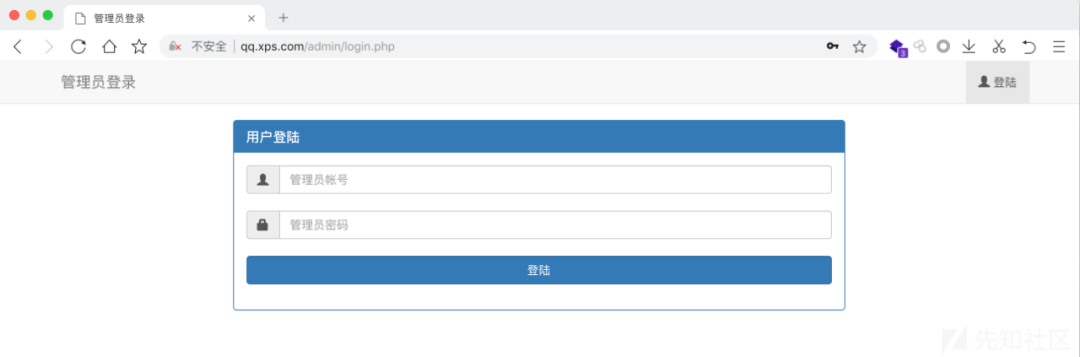 管理员登录
不安全 qq.xps.com/admin/login.php
3
管理员登录
登陆
用户登陆
管理员帐号
管理员密码
登陆
先知社区